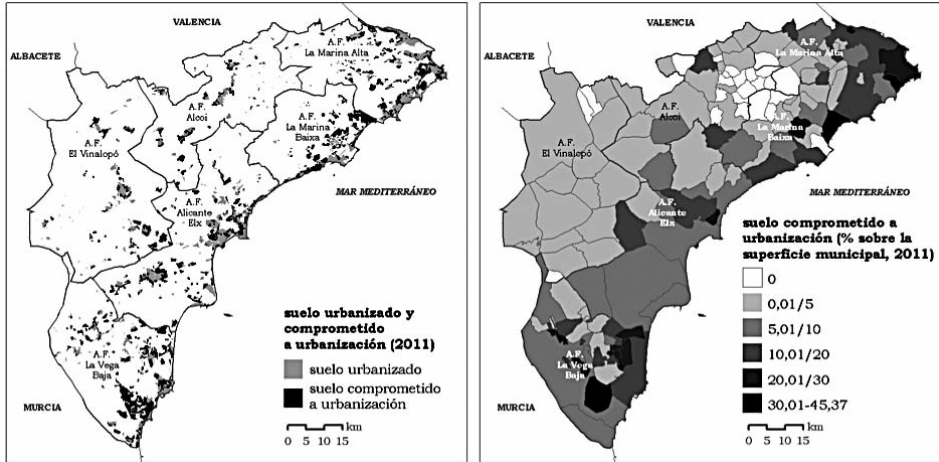 VALENCIA
ALBACETE
A.F.
La Marina Alta
A.F.
Alcoi
A.F.
La Marina
Baixa
A.F.
El Vinalopó
MAR MEDITERRÁNEO
A.F.
Alicante
Elx
A.F.
La Vega
Baja
MURCIA
suelo urbanizado y
comprometido
a urbanización (2011)
suelo urbanizado
suelo comprometido
a urbanización
km
0 5 10 15
VALENCIA
ALBACETE
A.F.
La Marina Alta
A.F.
Alcoi
A.F.
La Marina
Baixa
A.F.
El Vinalopó
MAR MEDITERRÁNEO
A.F.
Alicante
Elx
A.F.
La Vega
Baja
MURCIA
suelo comprometido a
urbanización (% sobre la
superficie municipal, 2011)
0
0,01/5
5,01/10
10,01/20
20,01/30
30,01-45,37
km
0 5 10 15